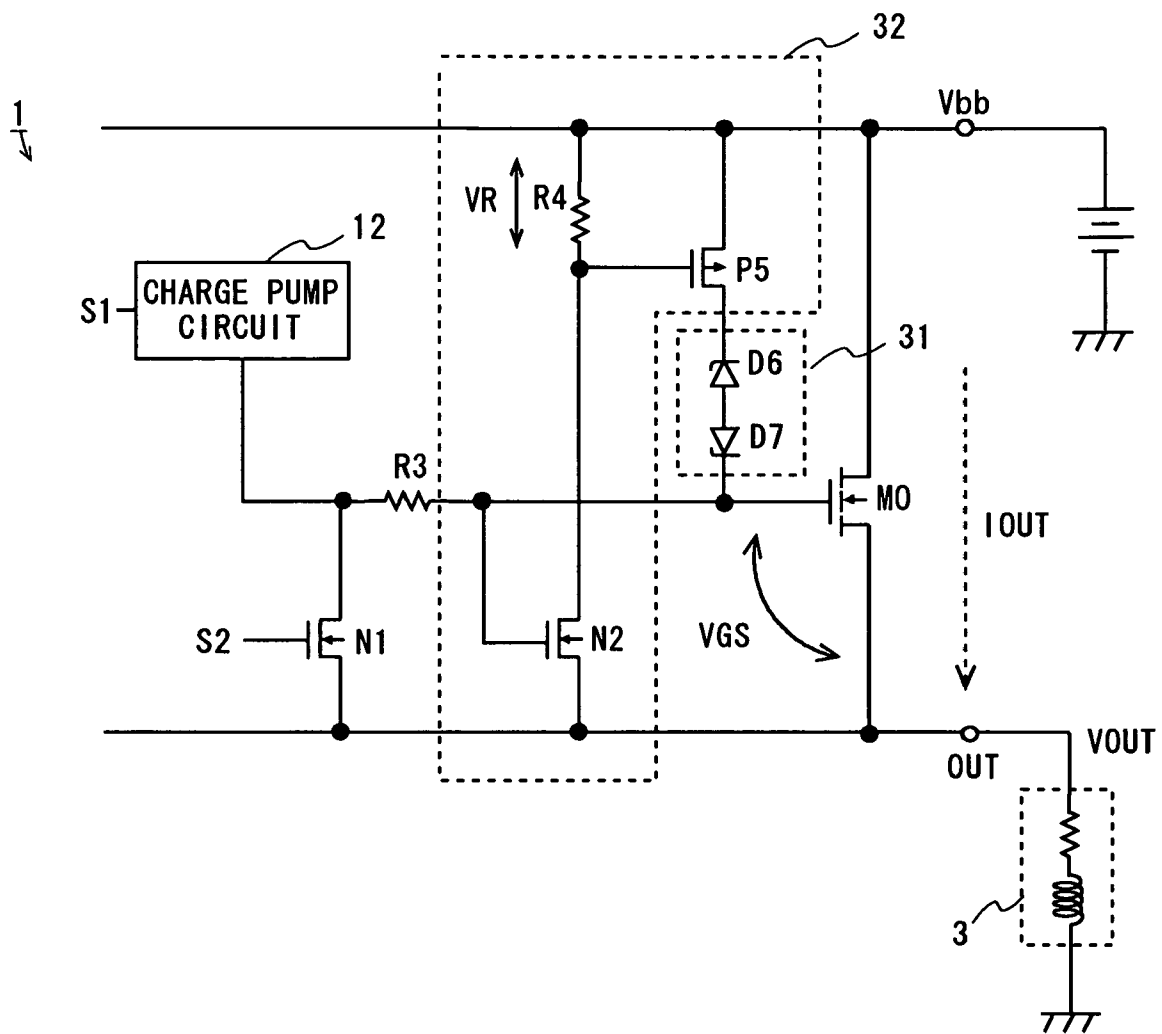 32
1
Vbb
VR
R4
12
CHARGE PUMP
CIRCUIT
S1
P5
31
D6
D7
R3
M0
IOUT
VGS
S2
N1
N2
OUT
VOUT
3